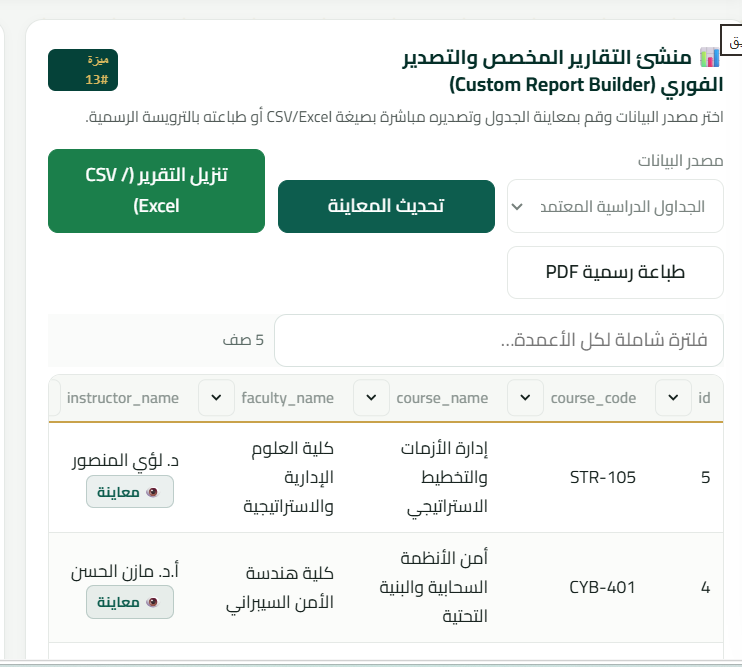 منشئ التقارير المخصص والتصدير
الفوري (Custom Report Builder)
ميزة
#13
اختر مصدر البيانات وقم بمعاينة الجدول وتصديره مباشرة بصيغة CSV/Excel أو طباعته بالترويسة الرسمية.
مصدر البيانات
الجداول الدراسية المعتمد
تحديث المعاينة
تنزيل التقرير (CSV /
Excel)
طباعة رسمية PDF
فلترة شاملة لكل الأعمدة...
5 صف
id course_code course_name faculty_name instructor_name
5
STR-105
إدارة الأزمات
والتخطيط
الاستراتيجي
كلية العلوم
الإدارية
والاستراتيجية
د. لؤي المنصور
معاينة
4
CYB-401
أمن الأنظمة
السحابية والبنية
التحتية
كلية هندسة
الأمن السيبراني
أ.د. مازن الحسن
معاينة